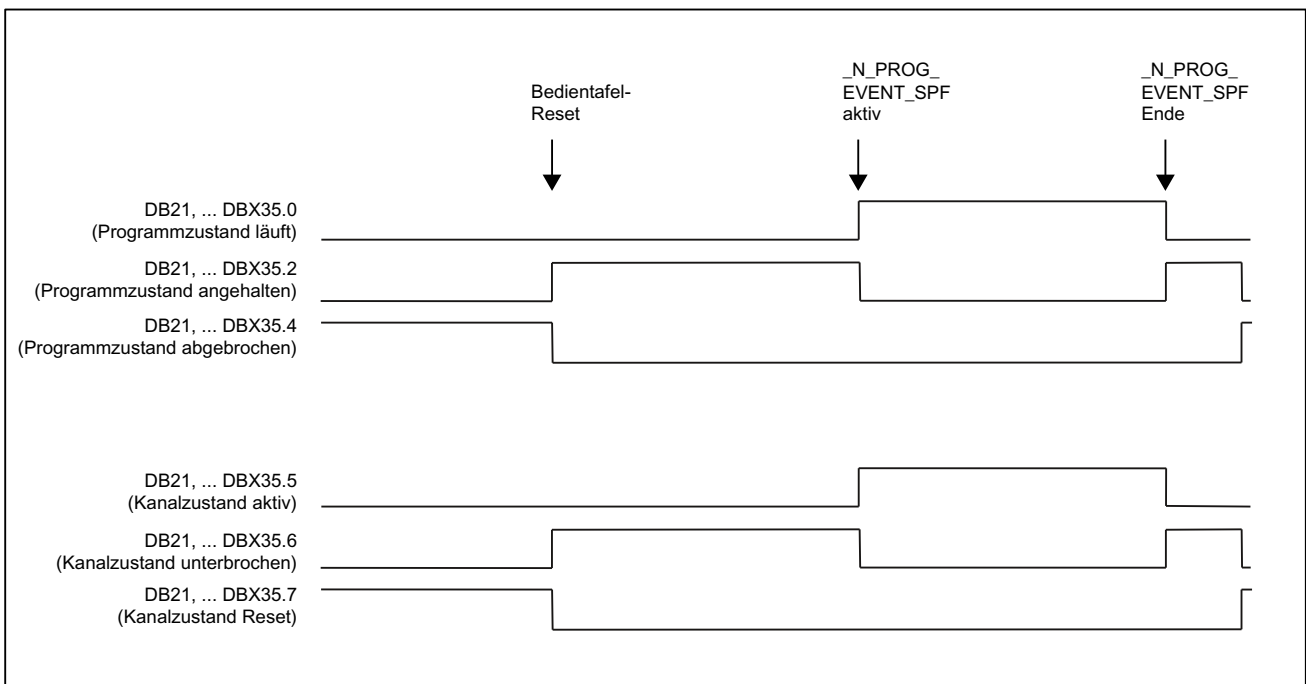 Bedientafel-
Reset
_N_PROG_
EVENT_SPF
aktiv
_N_PROG_
EVENT_SPF
Ende
DB21, ... DBX35.0
(Programmzustand läuft)
DB21, ... DBX35.2
(Programmzustand angehalten)
DB21, ... DBX35.4
(Programmzustand abgebrochen)
DB21, ... DBX35.5
(Kanalzustand aktiv)
DB21, ... DBX35.6
(Kanalzustand unterbrochen)
DB21, ... DBX35.7
(Kanalzustand Reset)